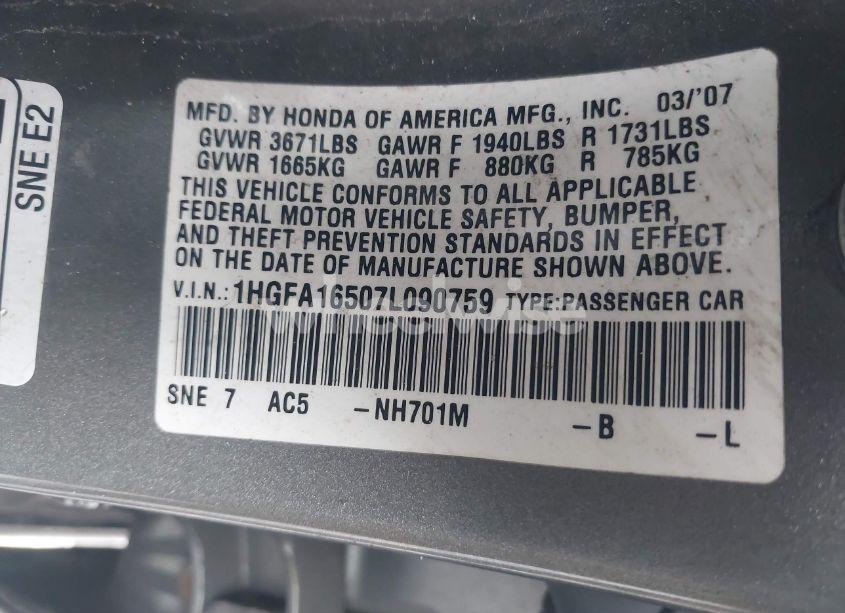 SNE E2
MFD. BY HONDA OF AMERICA MFG., INC. 03/'07
GVWR 3671LBS GAWR F 1940LBS R 1731LBS
GVWR 1665KG GAWR F 880KG R 785KG
THIS VEHICLE CONFORMS TO ALL APPLICABLE
FEDERAL MOTOR VEHICLE SAFETY, BUMPER,
AND THEFT PREVENTION STANDARDS IN EFFECT
ON THE DATE OF MANUFACTURE SHOWN ABOVE.
V.I.N.:1HGFA16507L090759 TYPE:PASSENGER CAR
wheelwise
SNE 7 AC5 -NH701M -B -L